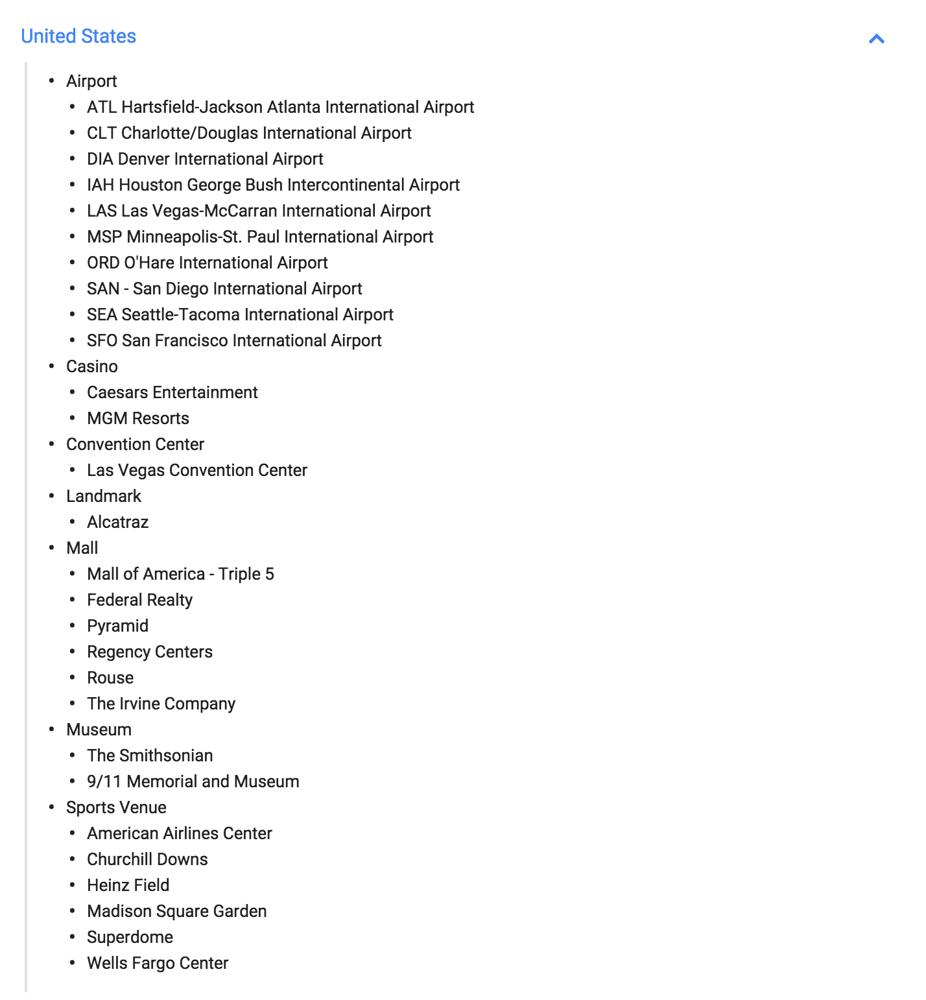 United States
• Airport
• ATL Hartsfield-Jackson Atlanta International Airport
• CLT Charlotte/Douglas International Airport
• DIA Denver International Airport
• IAH Houston George Bush Intercontinental Airport
• LAS Las Vegas-McCarran International Airport
• MSP Minneapolis-St. Paul International Airport
• ORD O'Hare International Airport
• SAN - San Diego International Airport
• SEA Seattle-Tacoma International Airport
• SFO San Francisco International Airport
• Casino
• Caesars Entertainment
• MGM Resorts
• Convention Center
• Las Vegas Convention Center
• Landmark
• Alcatraz
• Mall
• Mall of America - Triple 5
• Federal Realty
• Pyramid
• Regency Centers
• Rouse
• The Irvine Company
• Museum
• The Smithsonian
• 9/11 Memorial and Museum
• Sports Venue
• American Airlines Center
• Churchill Downs
• Heinz Field
• Madison Square Garden
• Superdome
• Wells Fargo Center